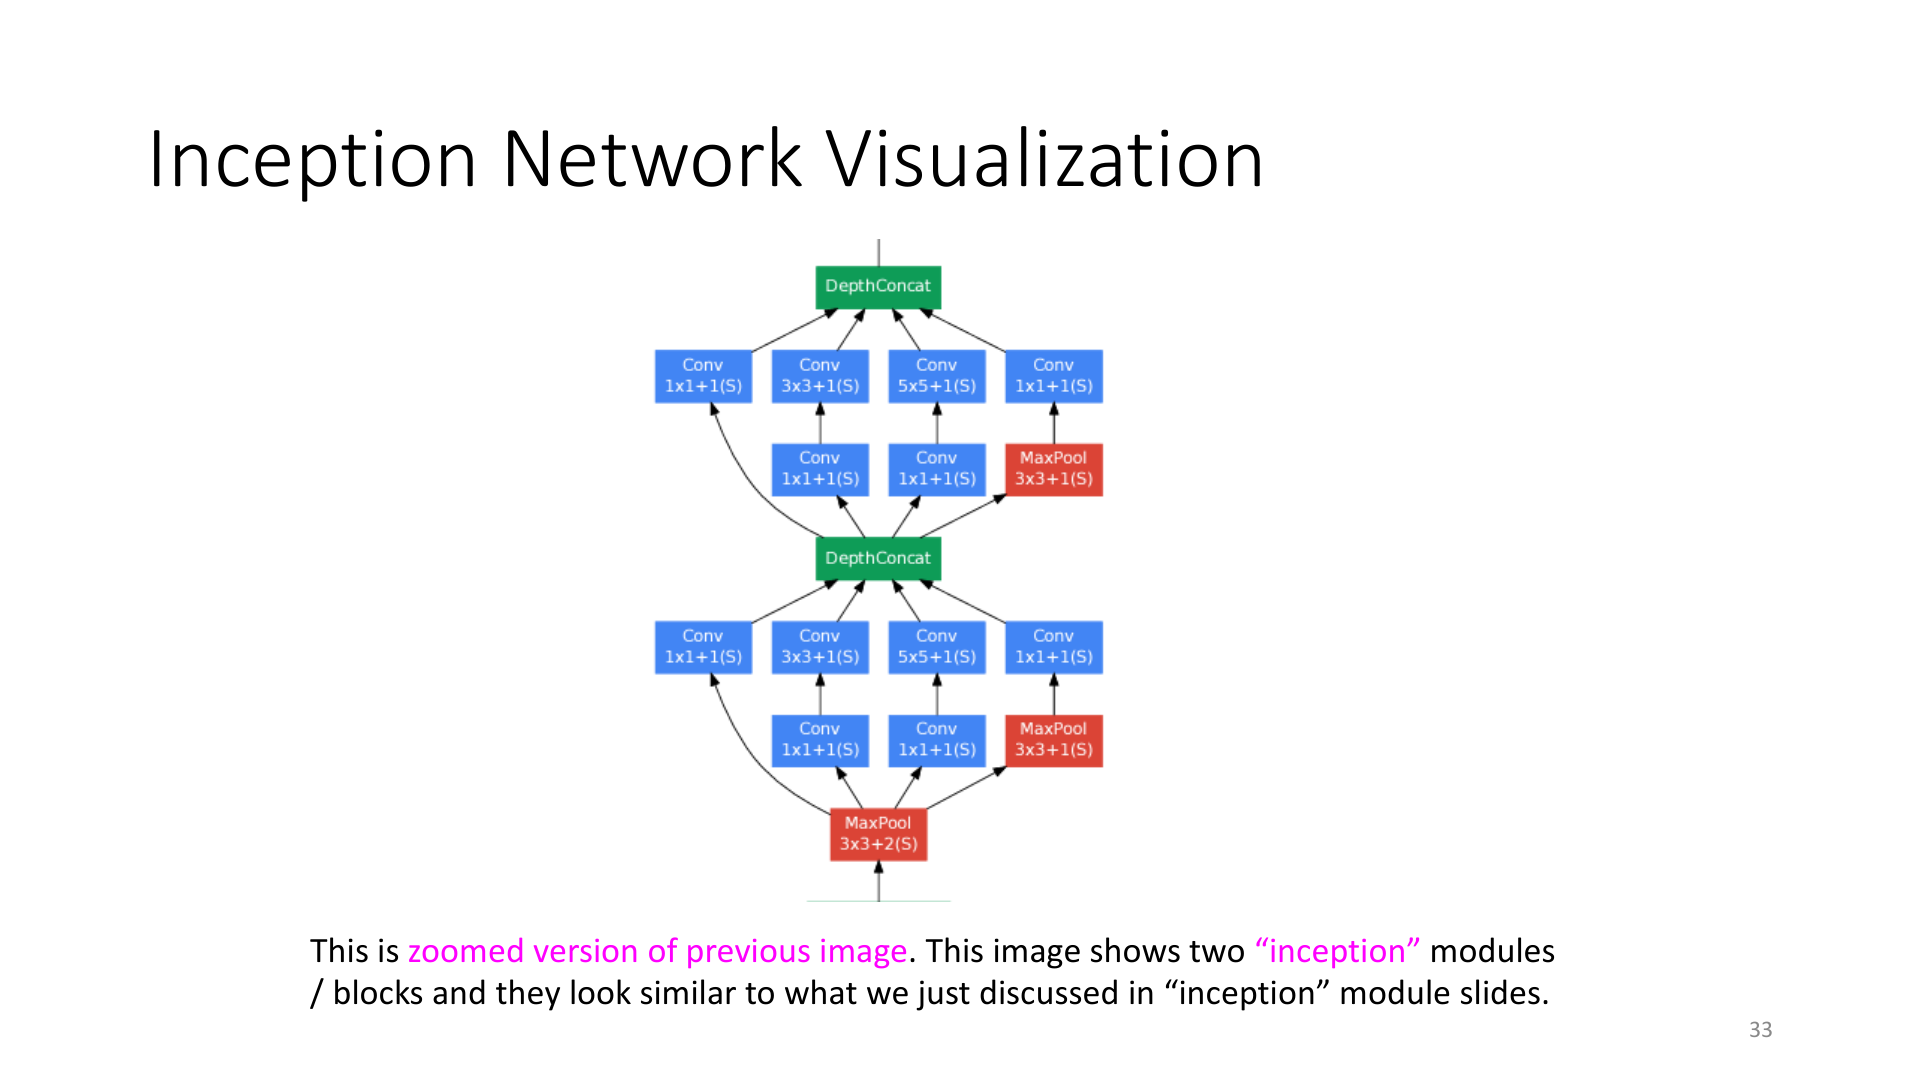 Inception Network Visualization
DepthConcat
Conv
1x1+1(S)
Conv
3x3+1(S)
Conv
5x5+1(S)
Conv
1x1+1(S)
Conv
1x1+1(S)
Conv
1x1+1(S)
MaxPool
3x3+1(S)
DepthConcat
Conv
1x1+1(S)
Conv
3x3+1(S)
Conv
5x5+1(S)
Conv
1x1+1(S)
Conv
1x1+1(S)
Conv
1x1+1(S)
MaxPool
3x3+1(S)
MaxPool
3x3+2(S)
This is zoomed version of previous image. This image shows two “inception” modules
/ blocks and they look similar to what we just discussed in “inception” module slides.
33